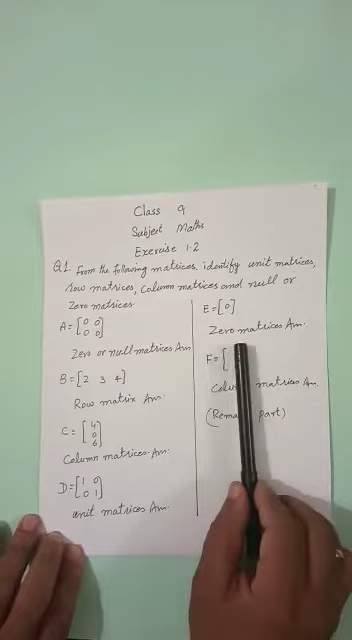 Class 9
Subject Maths
Exercise 1.2
Q.1 From the following matrices, identify unit matrices,
row matrices, Column matrices and null or
Zero matrices.
A = [0 0
0 0]
Zero or null matrices Ans.
B = [2 3 4]
Row matrix Ans.
C = [4
0
6]
Column matrices. Ans.
D = [1 0
0 1]
unit matrices Ans.
E = [0]
Zero matrices Ans.
F = [
matrices Ans.
part)